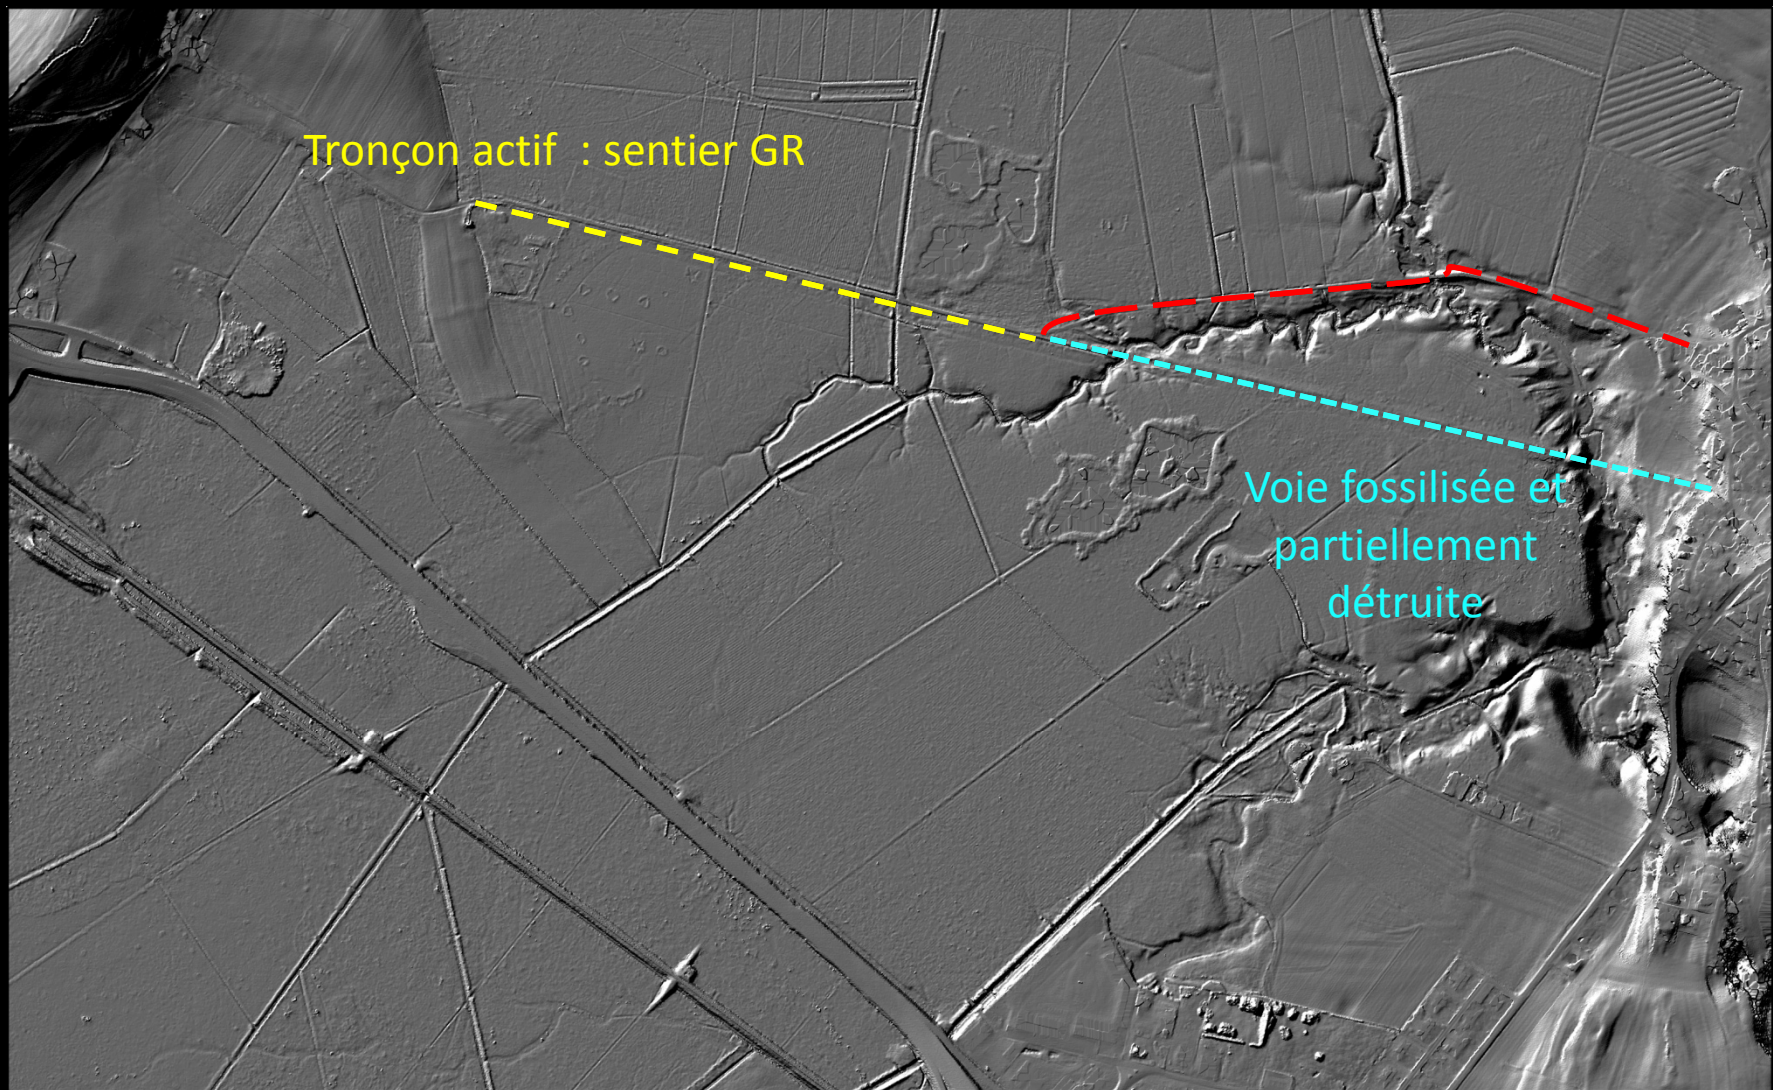 Tronçon actif : sentier GR
Voie fossilisée et
partiellement
détruite